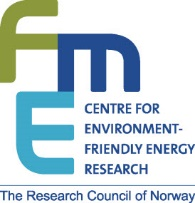 fme
CENTRE FOR
ENVIRONMENT-
FRIENDLY ENERGY
RESEARCH
The Research Council of Norway